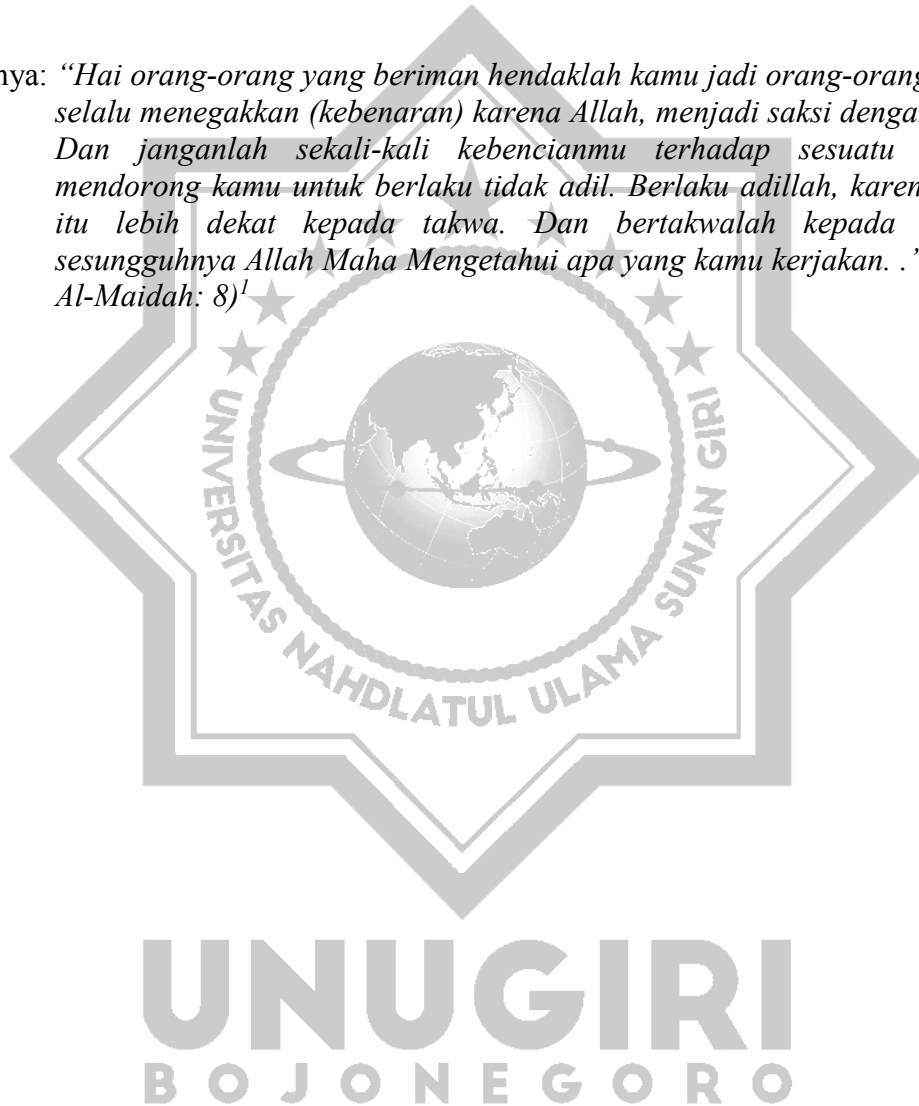 nya: “Hai orang-orang yang beriman hendaklah kamu jadi orang-orang
selalu menegakkan (kebenaran) karena Allah, menjadi saksi dengan
Dan janganlah sekali-kali kebencianmu terhadap sesuatu
mendorong kamu untuk berlaku tidak adil. Berlaku adillah, karen
itu lebih dekat kepada takwa. Dan bertakwalah kepada
sesungguhnya Allah Maha Mengetahui apa yang kamu kerjakan. .”
Al-Maidah: 8)¹
UNIVERSITAS NAHDLATUL ULAMA SUNAN GIRI
UNUGIRI
BOJONEGORO